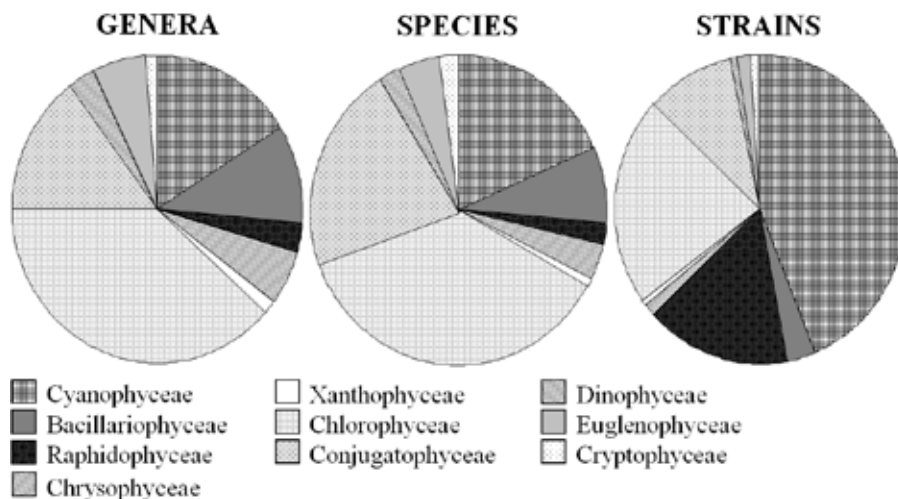 GENERA
SPECIES
STRAINS
Cyanophyceae
Bacillariophyceae
Raphidophyceae
Chrysophyceae
Xanthophyceae
Chlorophyceae
Conjugatophyceae
Dinophyceae
Euglenophyceae
Cryptophyceae